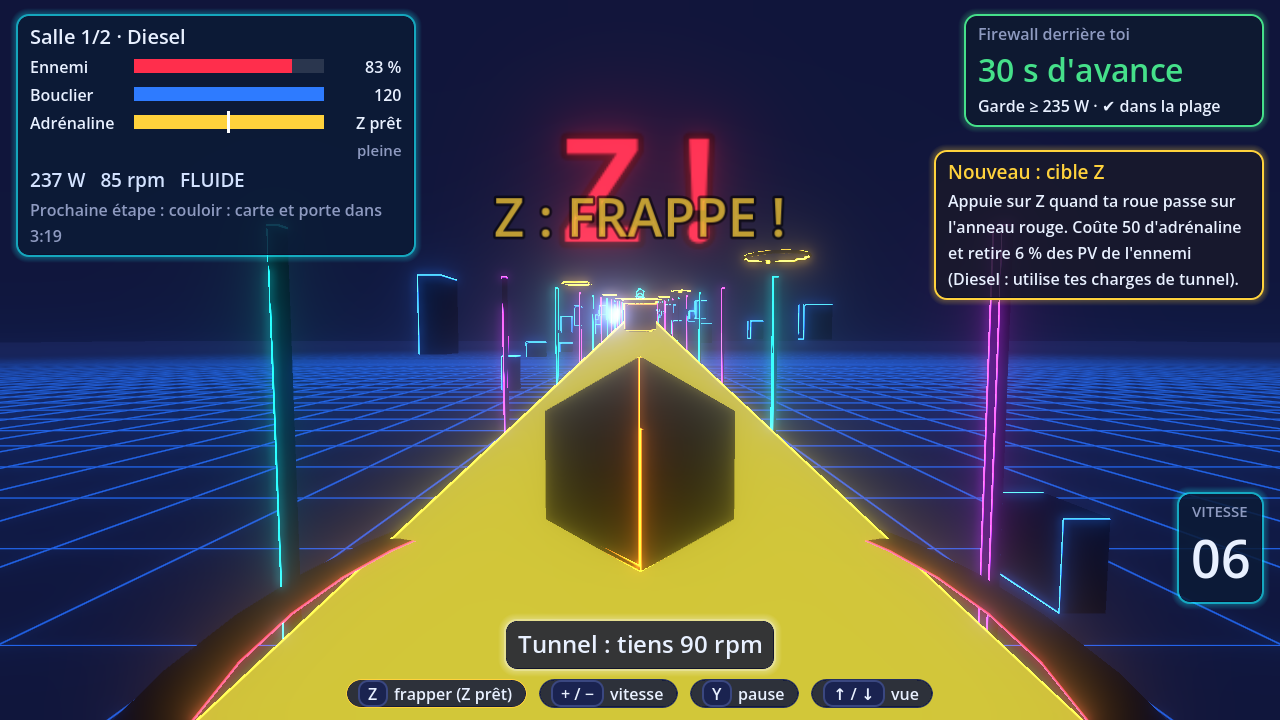 Salle 1/2 · Diesel
Ennemi 83 %
Bouclier 120
Adrénaline Z prêt
pleine
237 W 85 rpm FLUIDE
Prochaine étape : couloir : carte et porte dans
3:19
Firewall derrière toi
30 s d'avance
Garde ≥ 235 W · ✔ dans la plage
Nouveau : cible Z
Appuie sur Z quand ta roue passe sur
l'anneau rouge. Coûte 50 d'adrénaline
et retire 6 % des PV de l'ennemi
(Diesel : utilise tes charges de tunnel).
Z !
Z : FRAPPE !
VITESSE
06
Tunnel : tiens 90 rpm
Z frapper (Z prêt) + / − vitesse Y pause ↑ / ↓ vue